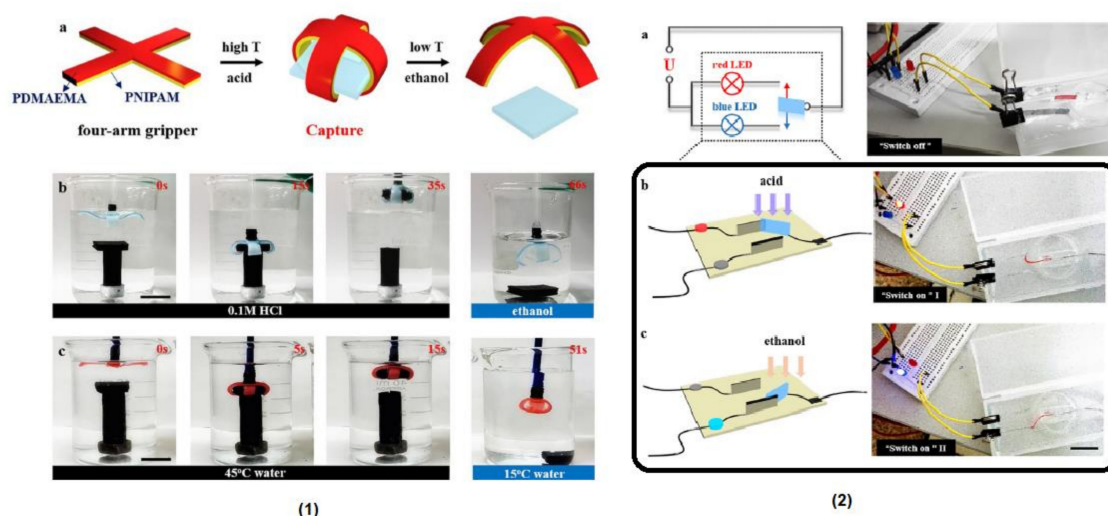 a
high T
acid
low T
ethanol
PDMAEMA
PNIPAM
four-arm gripper
Capture
b
0s
15s
35s
66s
0.1M HCl
ethanol
c
0s
5s
15s
51s
45°C water
15°C water
(1)
a
U
red LED
blue LED
"Switch off"
b
acid
"Switch on" I
c
ethanol
"Switch on" II
(2)